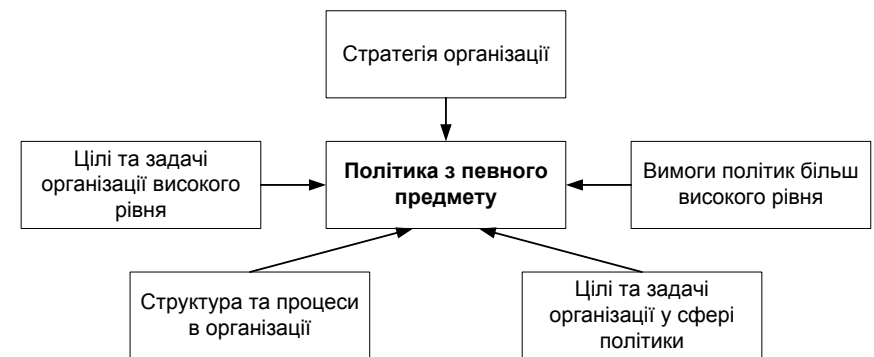 Стратегія організації
Цілі та задачі
організації високого
рівня
Політика з певного
предмету
Вимоги політик більш
високого рівня
Структура та процеси
в організації
Цілі та задачі
організації у сфері
політики